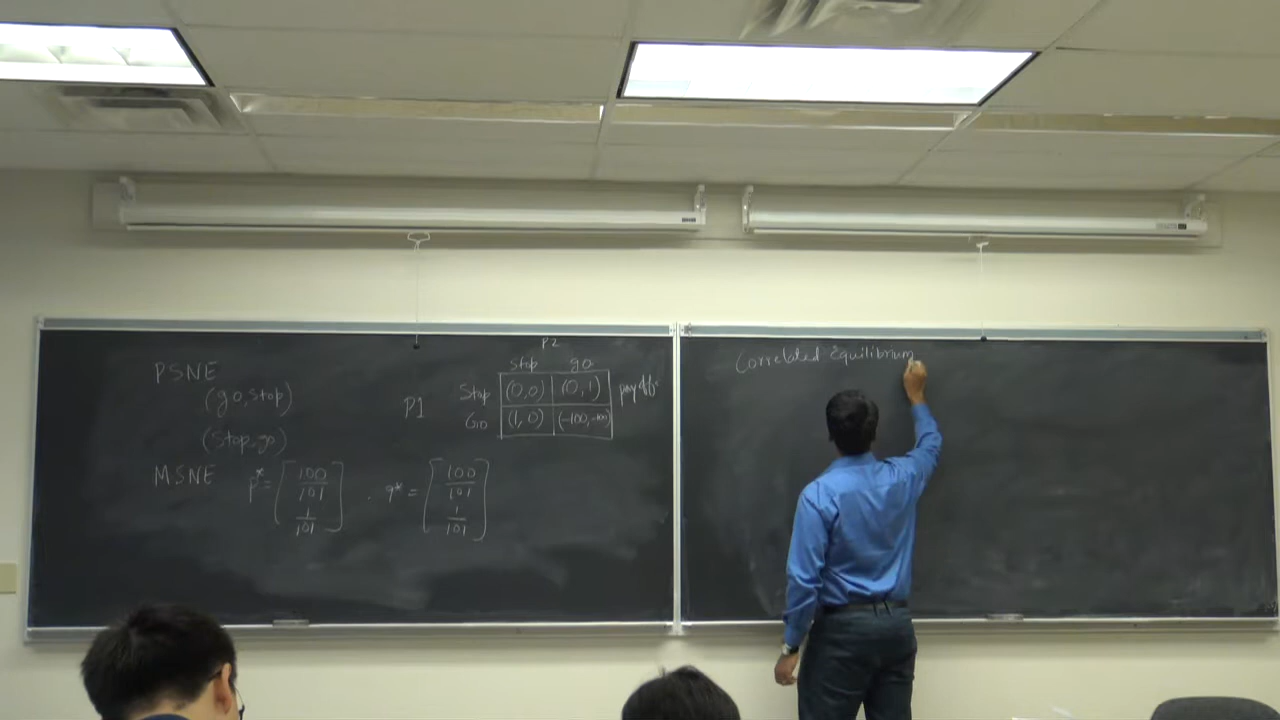 PSNE
(go, stop)
(Stop, go)
MSNE p* = [100/101 1/101] , q* = [100/101 1/101]
P2
stop go
P1
Stop (0,0) (0,1) payoffs
Go (1,0) (-100,-100)
Correlated Equilibrium